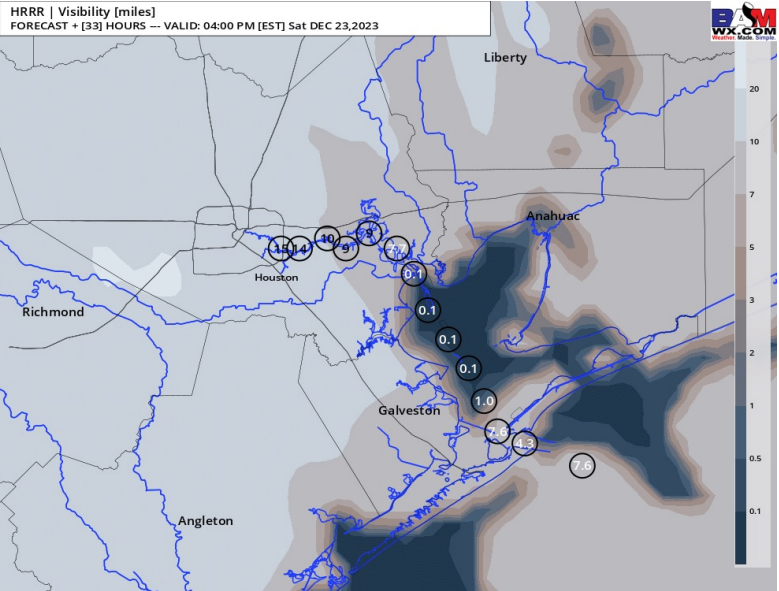 HRRR | Visibility [miles]
FORECAST + [33] HOURS --- VALID: 04:00 PM [EST] Sat DEC 23,2023
BAM
WX.COM
Weather. Made. Simple.
Liberty
20
10
7
Anahuac
9
10
15
14
9
7.7
5
0.1
Houston
3
0.1
Richmond
0.1
2
0.1
1.0
1
Galveston
7.6
4.3
0.5
7.6
0.1
Angleton